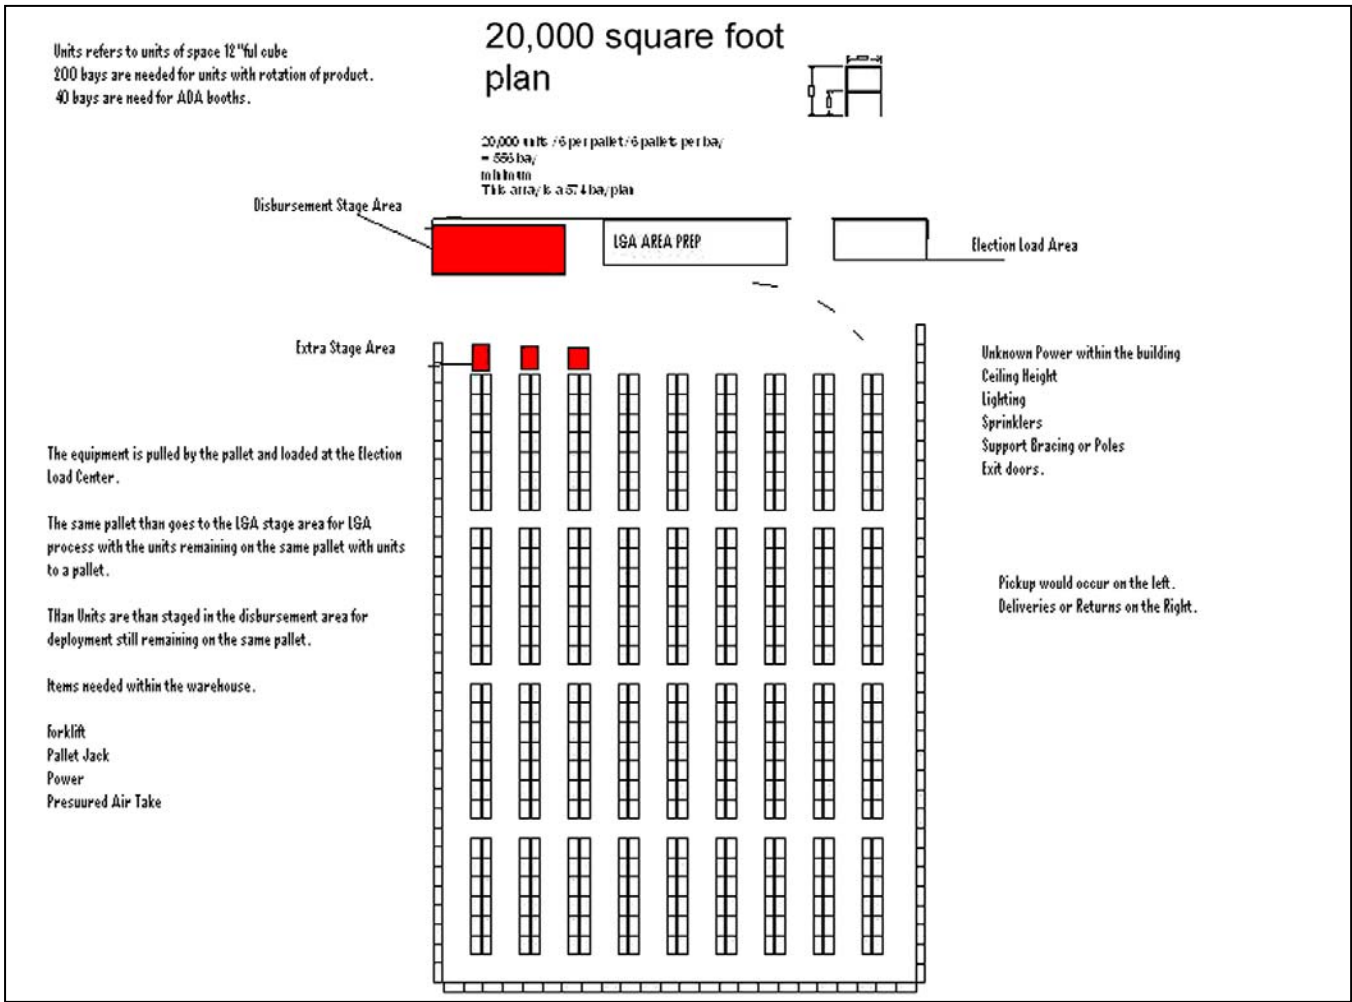 20,000 square foot
plan
Units refers to units of space 12"ful cube
200 bays are needed for units with rotation of product.
40 bays are need for ADA booths.
20,000 units /6 per pallet/6 pallets per bay
= 556 bay
minimum
This array is a 574 bay plan
Disbursement Stage Area
L&A AREA PREP
Election Load Area
Extra Stage Area
Unknown Power within the building
Ceiling Height
Lighting
Sprinklers
Support Bracing or Poles
Exit doors.
The equipment is pulled by the pallet and loaded at the Election
Load Center.
The same pallet than goes to the L&A stage area for L&A
process with the units remaining on the same pallet with units
to a pallet.
THan Units are than staged in the disbursement area for
deployment still remaining on the same pallet.
Pickup would occur on the left.
Deliveries or Returns on the Right.
Items needed within the warehouse.
Forklift
Pallet Jack
Power
Presuured Air Take